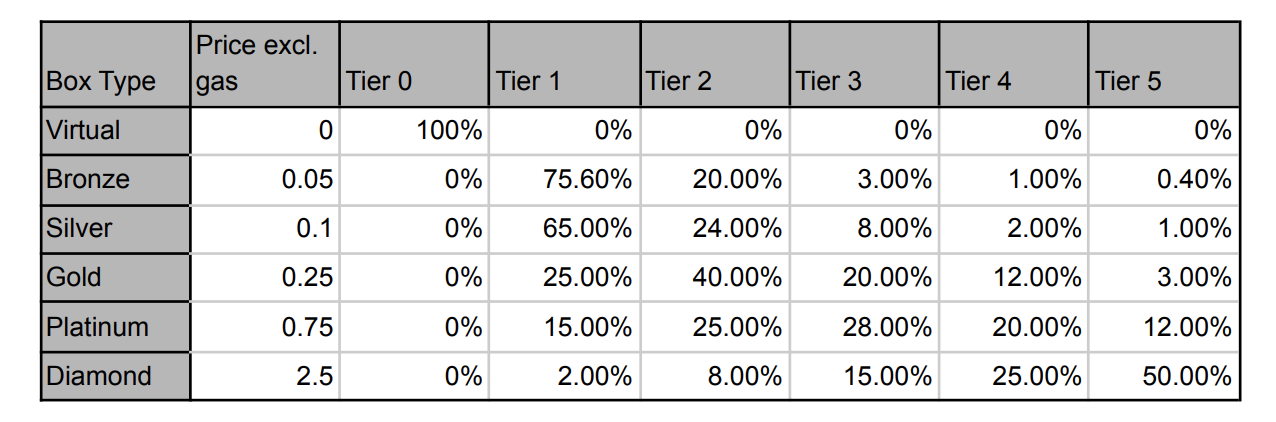 Box Type Price excl. gas Tier 0 Tier 1 Tier 2 Tier 3 Tier 4 Tier 5
Virtual 0 100% 0% 0% 0% 0% 0%
Bronze 0.05 0% 75.60% 20.00% 3.00% 1.00% 0.40%
Silver 0.1 0% 65.00% 24.00% 8.00% 2.00% 1.00%
Gold 0.25 0% 25.00% 40.00% 20.00% 12.00% 3.00%
Platinum 0.75 0% 15.00% 25.00% 28.00% 20.00% 12.00%
Diamond 2.5 0% 2.00% 8.00% 15.00% 25.00% 50.00%